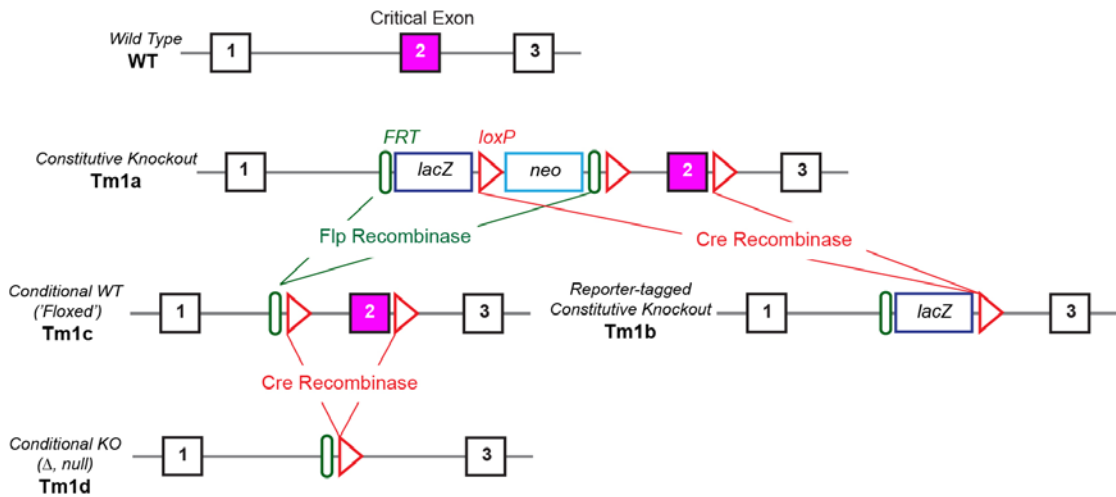 Critical Exon
Wild Type
WT
1
2
3
FRT
loxP
Constitutive Knockout
Tm1a
1
lacZ
neo
2
3
Flp Recombinase
Cre Recombinase
Conditional WT
('Floxed')
Tm1c
1
2
3
Reporter-tagged
Constitutive Knockout
Tm1b
1
lacZ
3
Cre Recombinase
Conditional KO
(Δ, null)
Tm1d
1
3